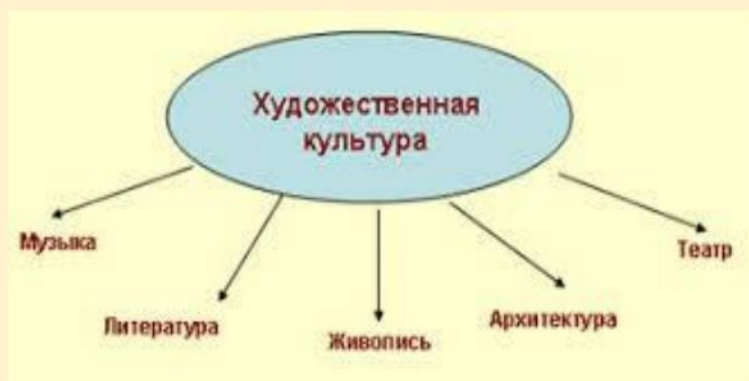 Художественная
культура
Музыка
Театр
Литература
Архитектура
Живопись